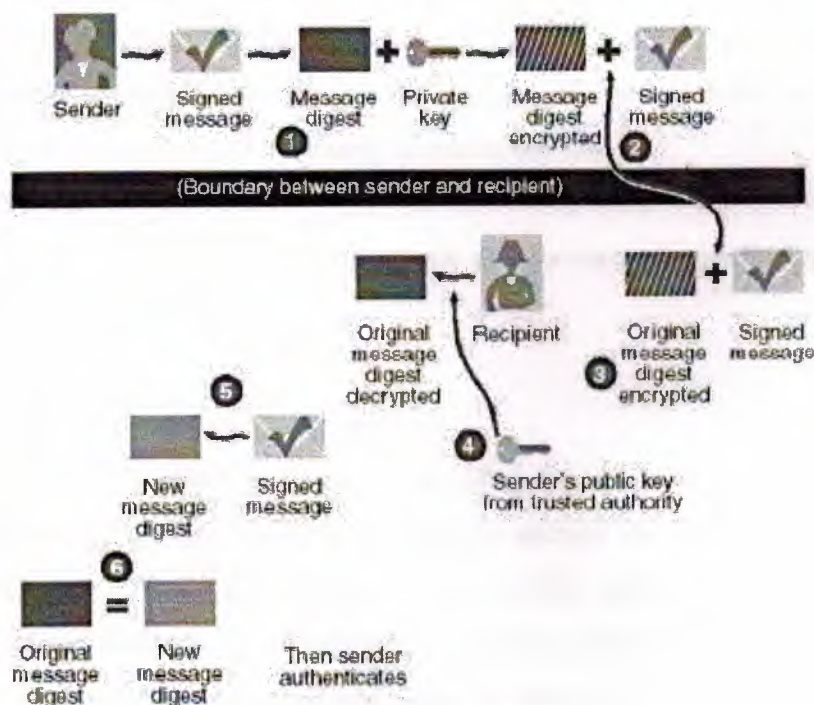 Sender
Signed
message
Message
digest
Private
key
Message
digest
encrypted
Signed
message
1
2
(Boundary between sender and recipient)
Original
message
digest
decrypted
Recipient
Original
message
digest
encrypted
Signed
message
3
5
New
message
digest
Signed
message
4
Sender's public key
from trusted authority
6
Original
message
digest
New
message
digest
Then sender
authenticates